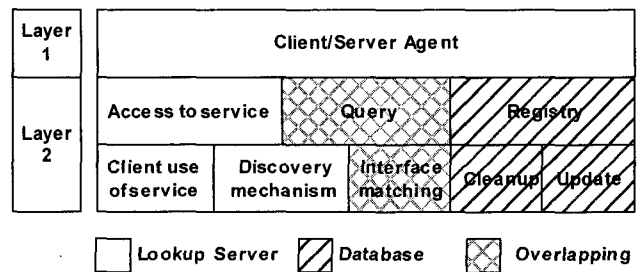 Layer
1
Client/Server Agent
Layer
2
Access to service
Query
Registry
Client use
of service
Discovery
mechanism
Interface
matching
Cleanup
Update
Lookup Server
Database
Overlapping